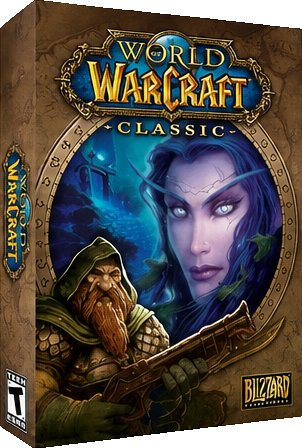 WORLD
OF
WARCRAFT
CLASSIC
WORLD
OF
WARCRAFT
BLIZZARD
TEEN
T